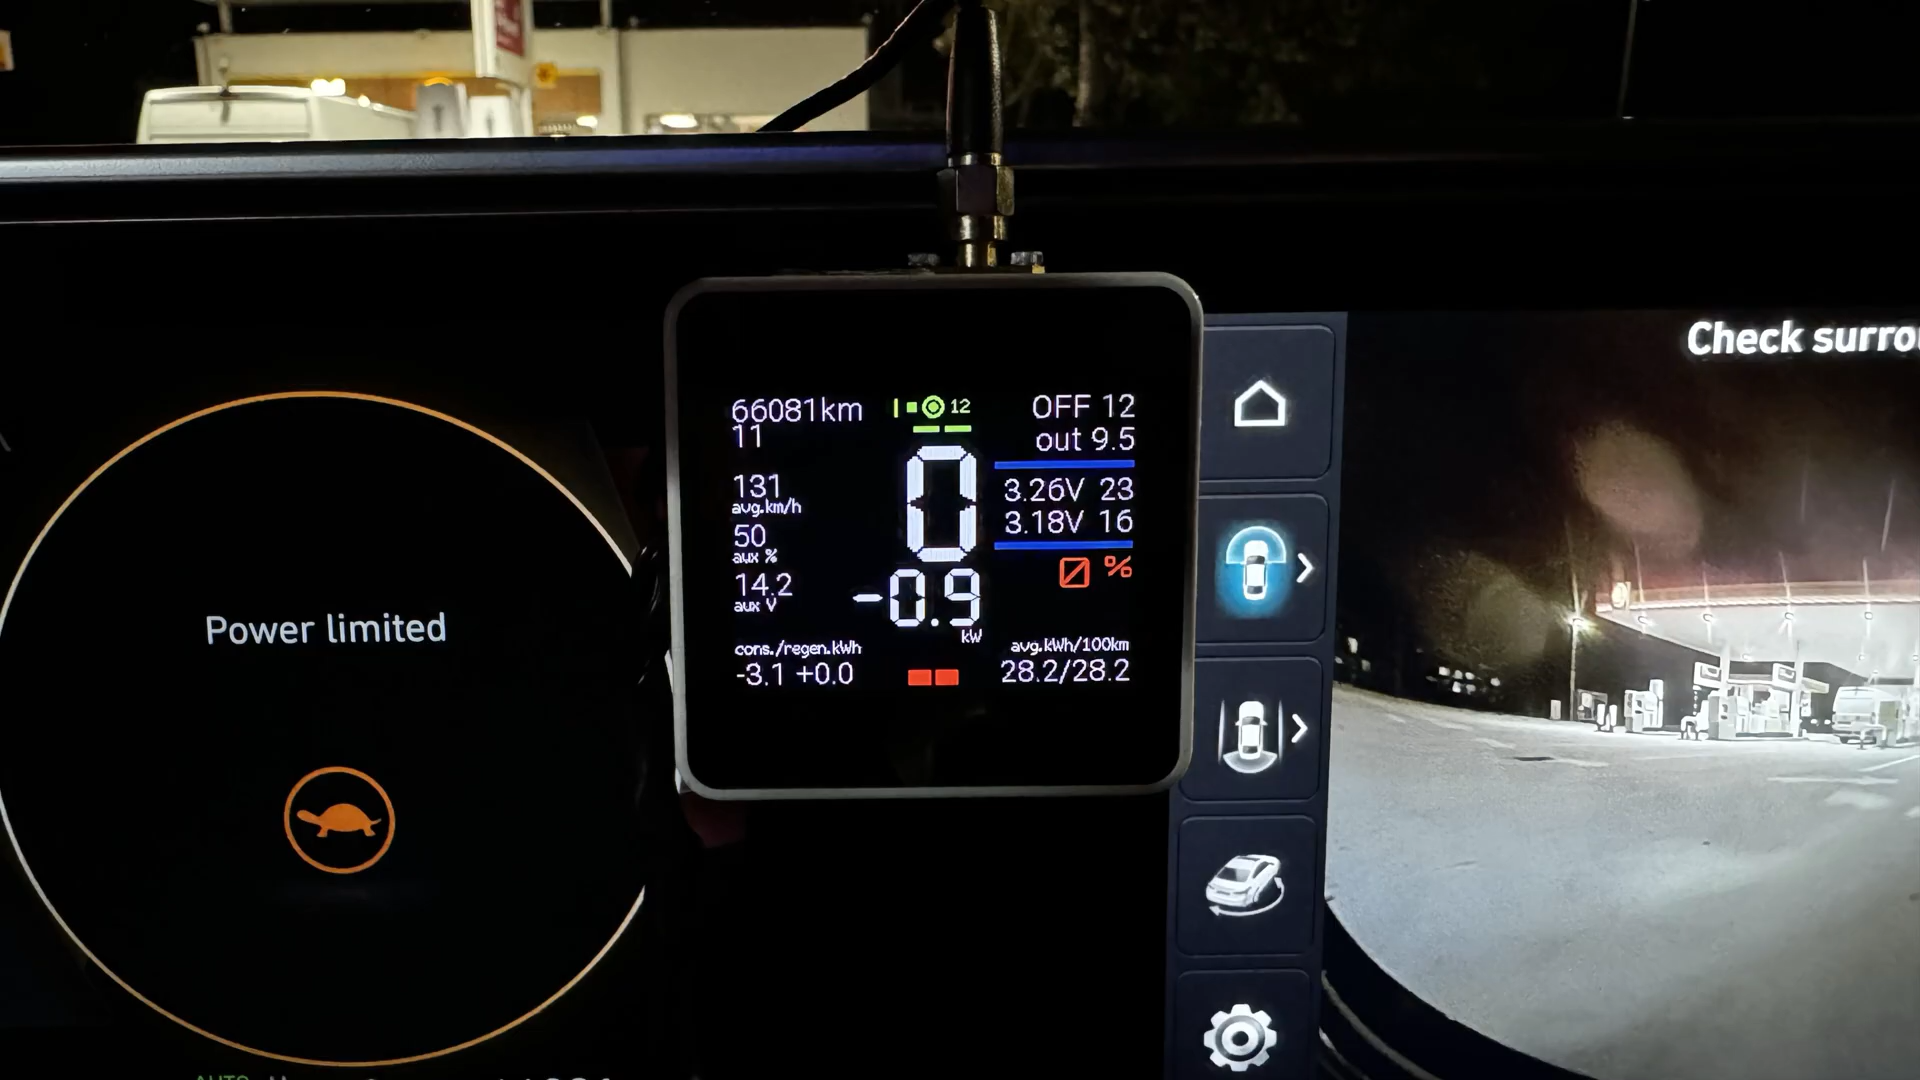 Power limited
66081km
11
131
avg.km/h
50
aux %
14.2
aux V
cons./regen.kWh
-3.1 +0.0
12
0
-0.9
kW
OFF 12
out 9.5
3.26V 23
3.18V 16
0 %
avg.kWh/100km
28.2/28.2
Check
AUTO